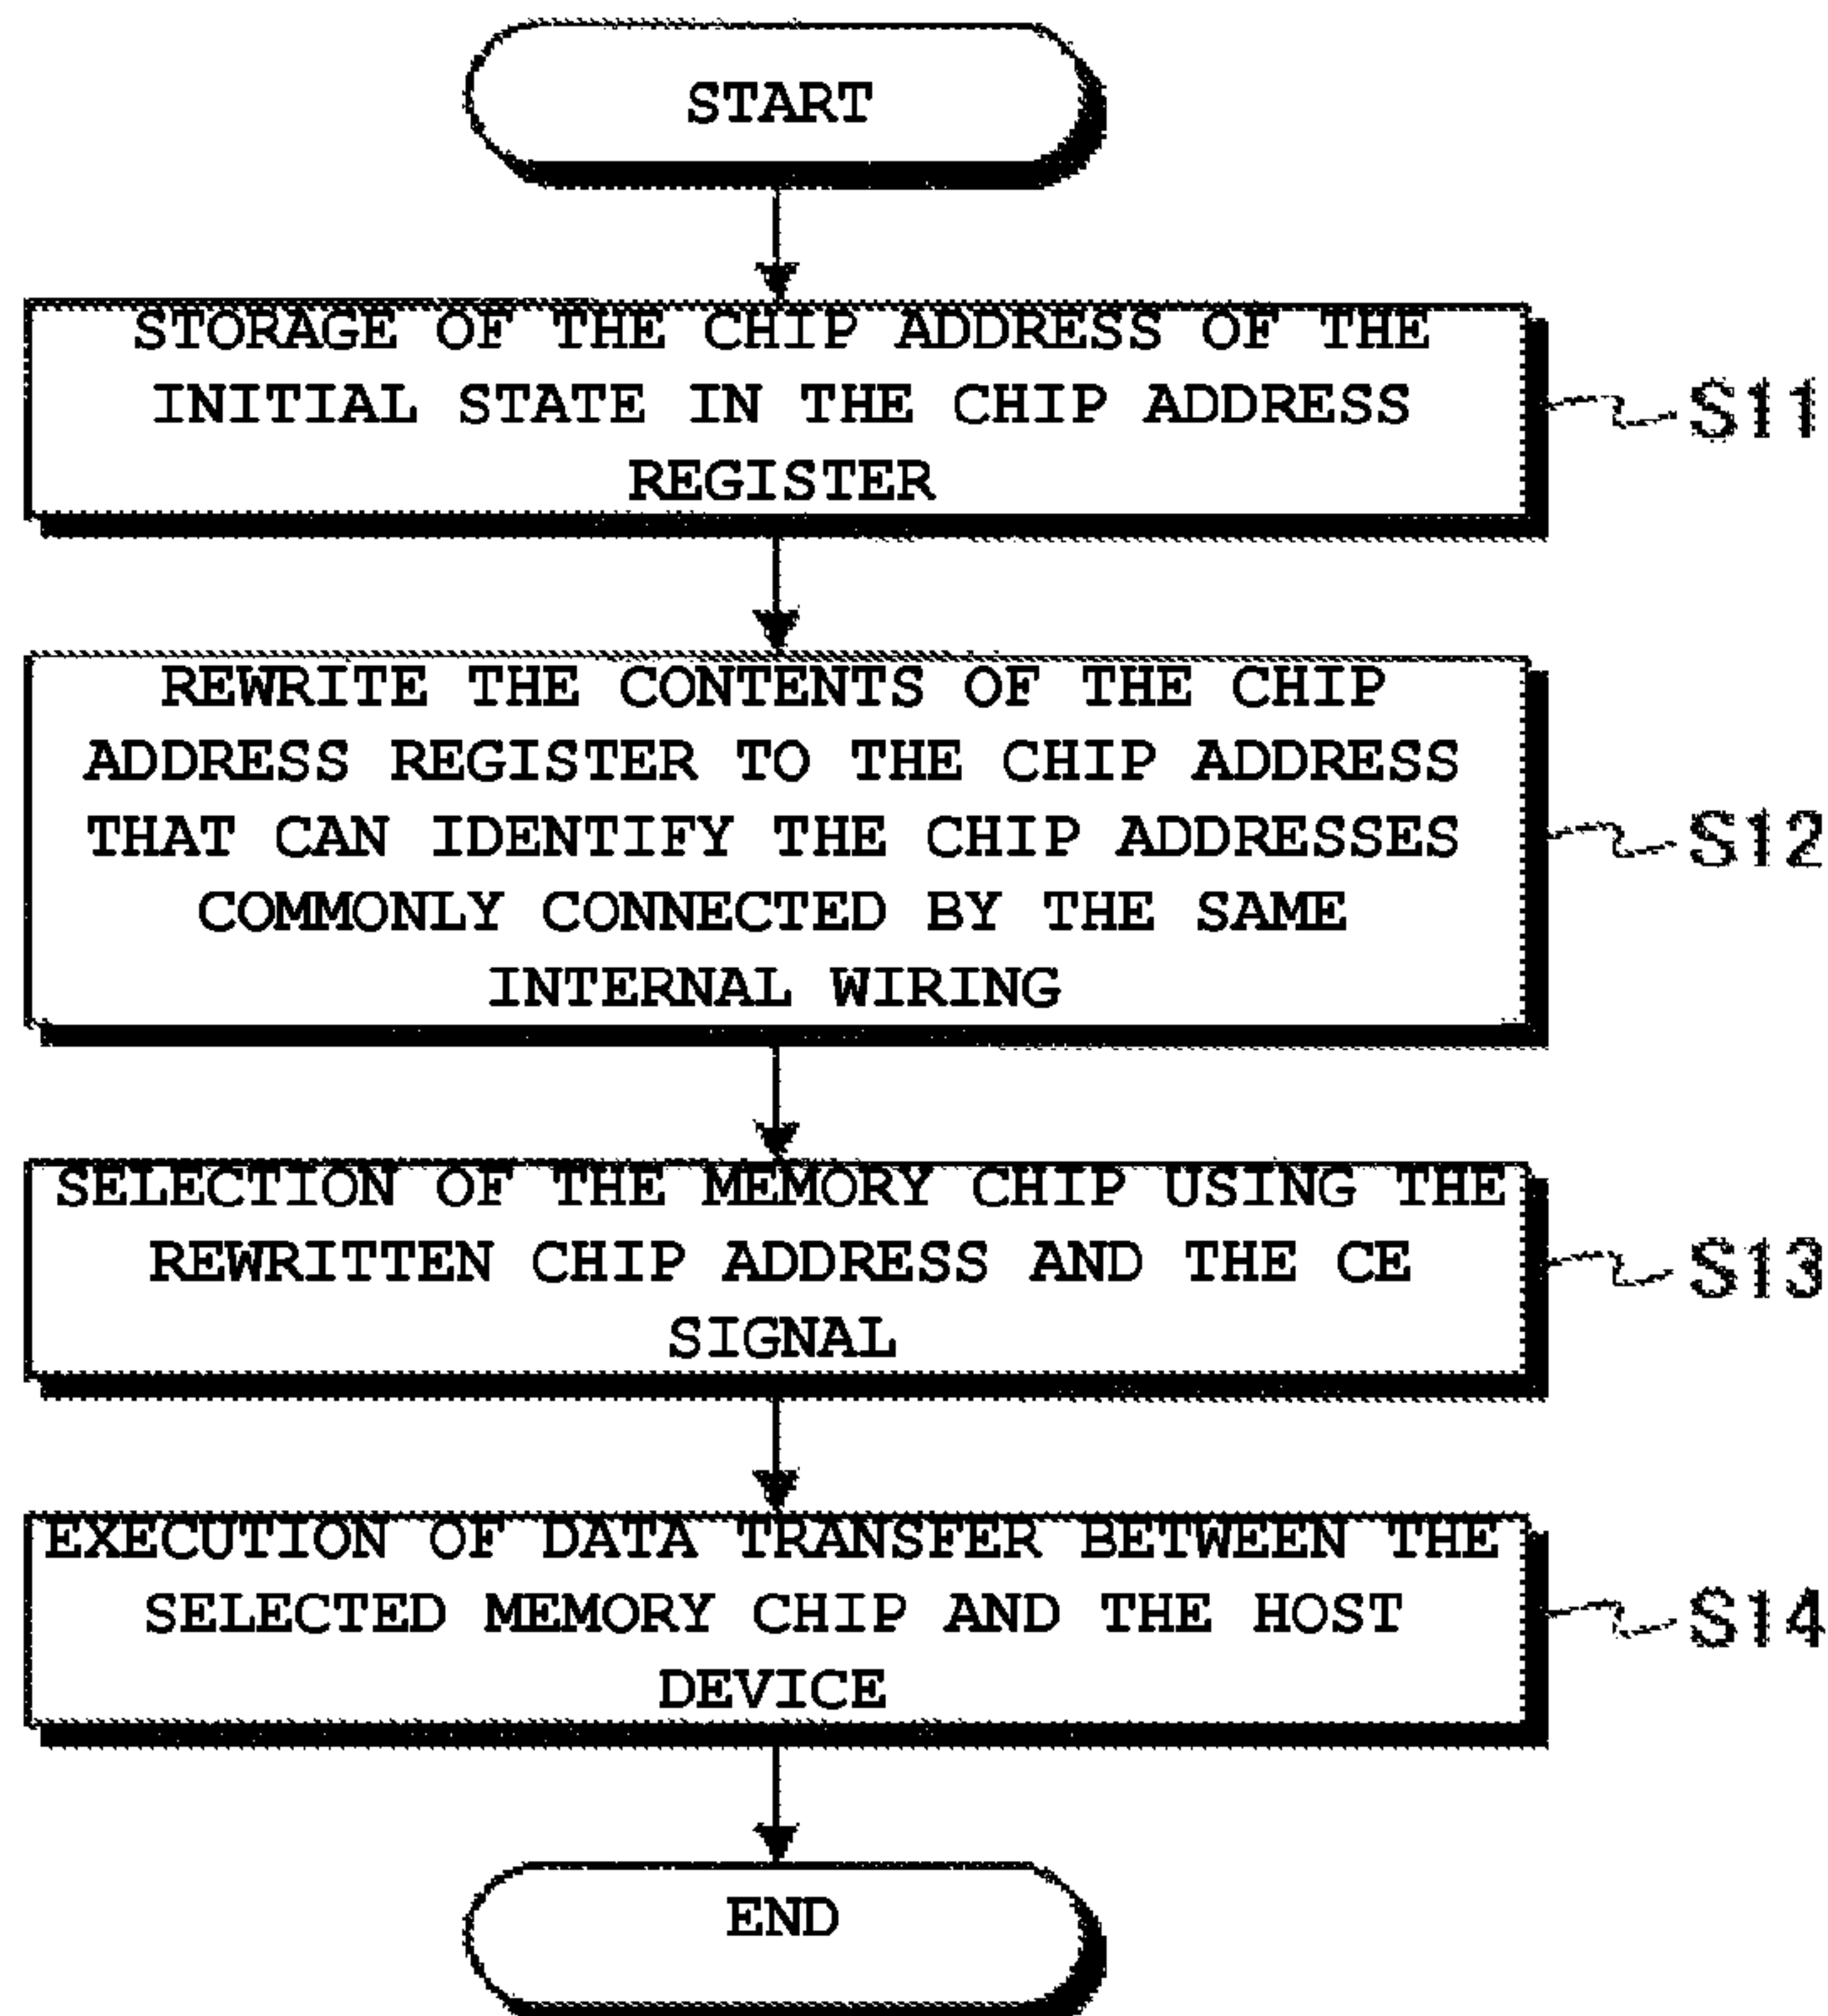 START
STORAGE OF THE CHIP ADDRESS OF THE
INITIAL STATE IN THE CHIP ADDRESS
REGISTER
S11
REWRITE THE CONTENTS OF THE CHIP
ADDRESS REGISTER TO THE CHIP ADDRESS
THAT CAN IDENTIFY THE CHIP ADDRESSES
COMMONLY CONNECTED BY THE SAME
INTERNAL WIRING
S12
SELECTION OF THE MEMORY CHIP USING THE
REWRITTEN CHIP ADDRESS AND THE CE
SIGNAL
S13
EXECUTION OF DATA TRANSFER BETWEEN THE
SELECTED MEMORY CHIP AND THE HOST
DEVICE
S14
END